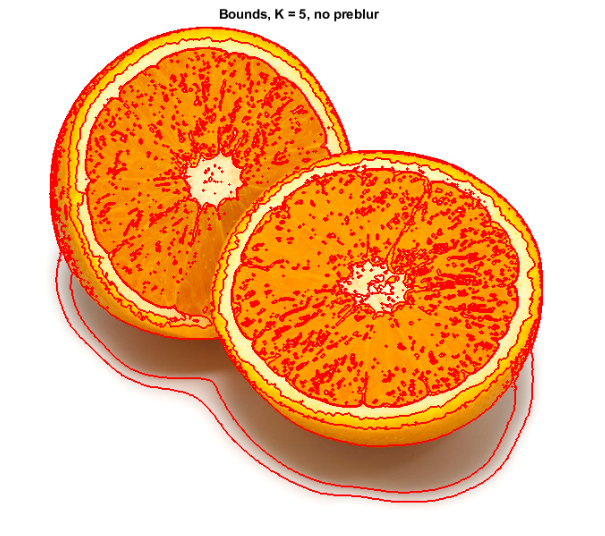 Bounds, K = 5, no preblur